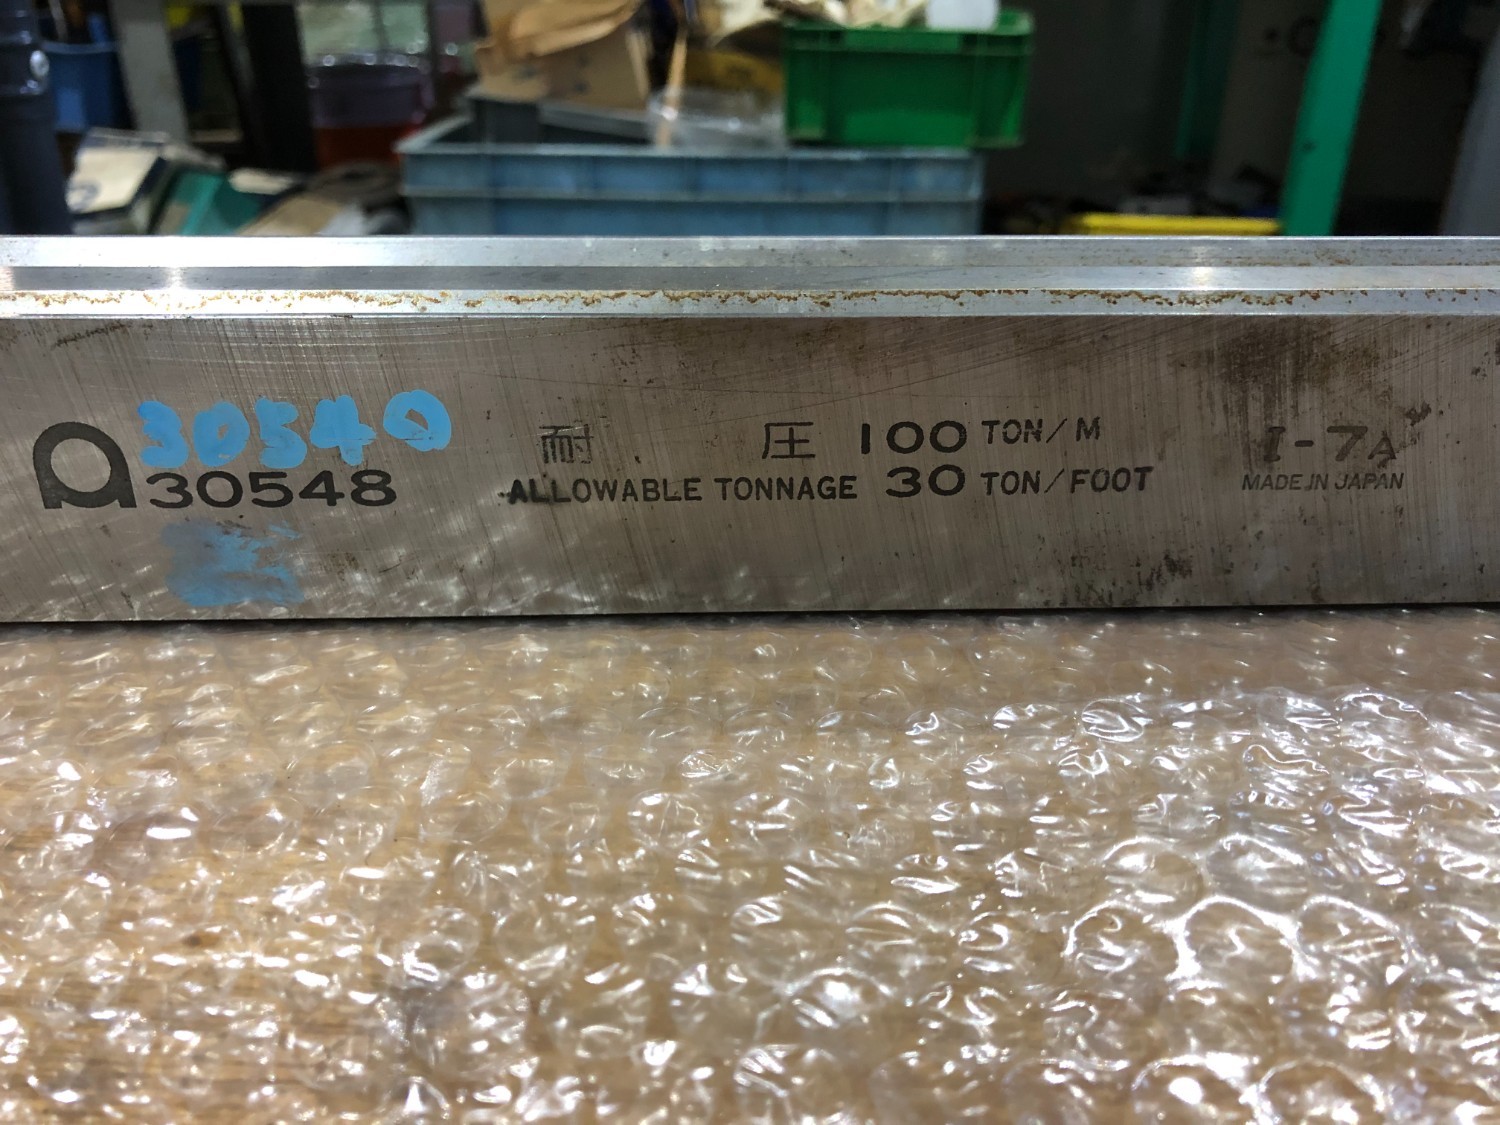 30540
30548
耐 圧 100 TON/M
ALLOWABLE TONNAGE 30 TON/FOOT
I-7A
MADE IN JAPAN